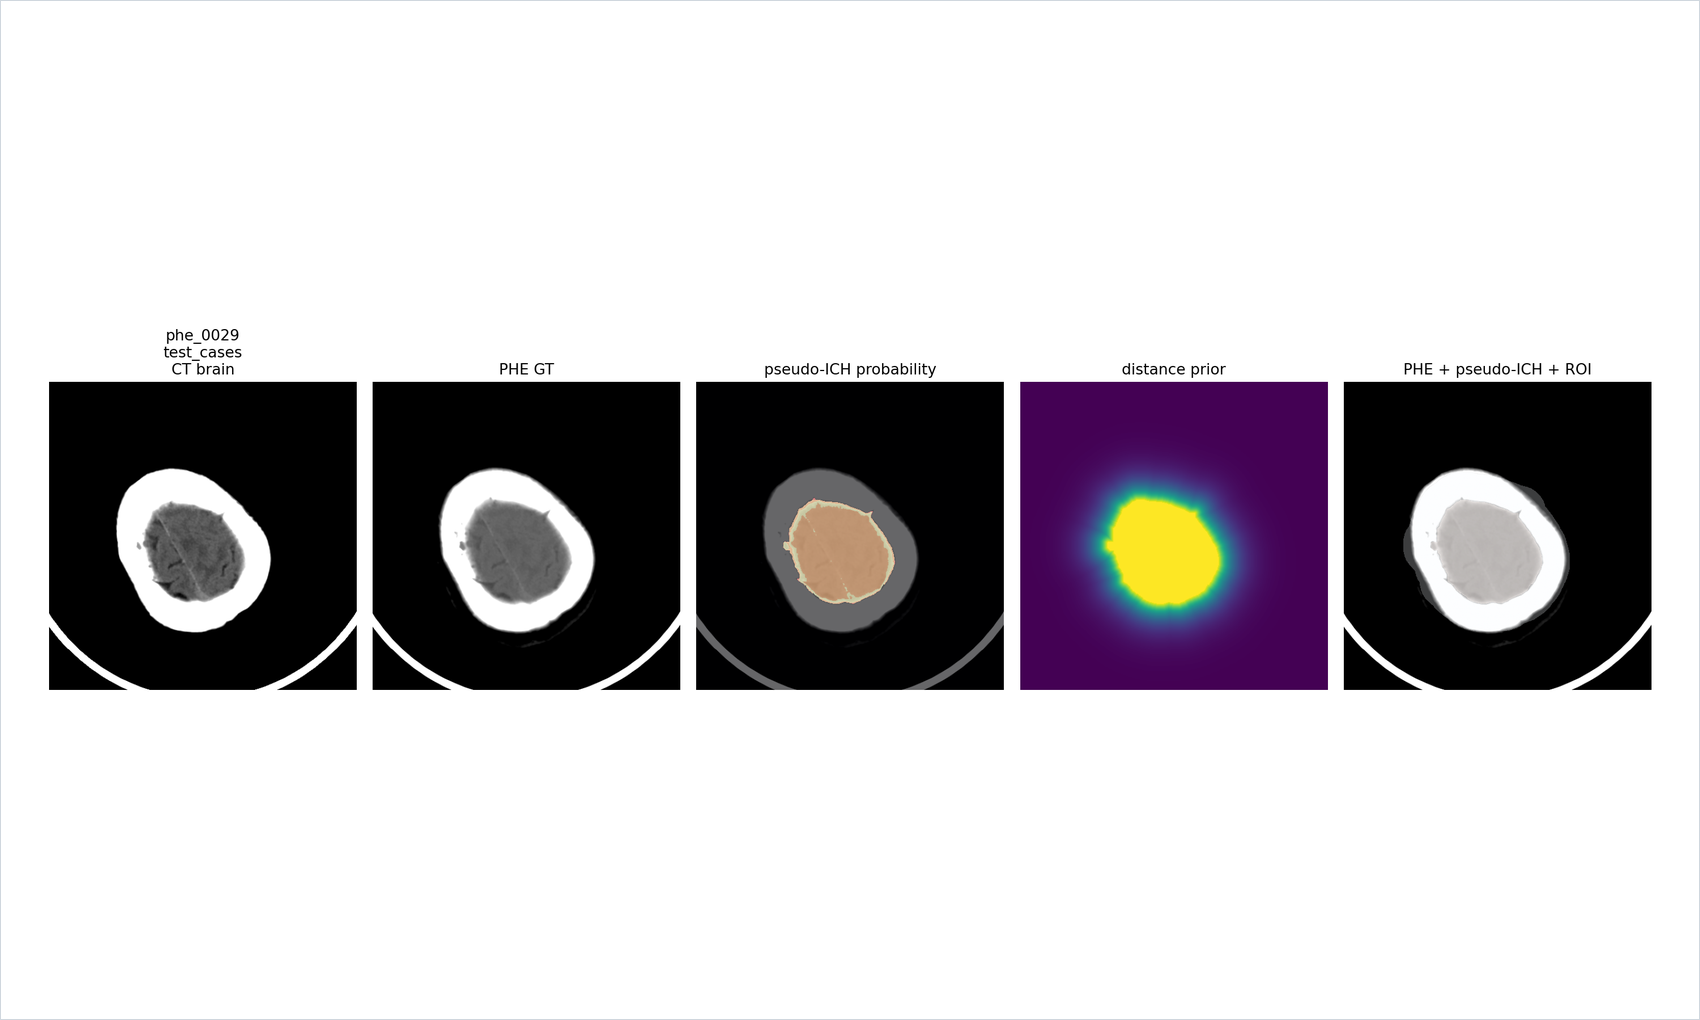 phe_0029
test_cases
CT brain
PHE GT
pseudo-ICH probability
distance prior
PHE + pseudo-ICH + ROI